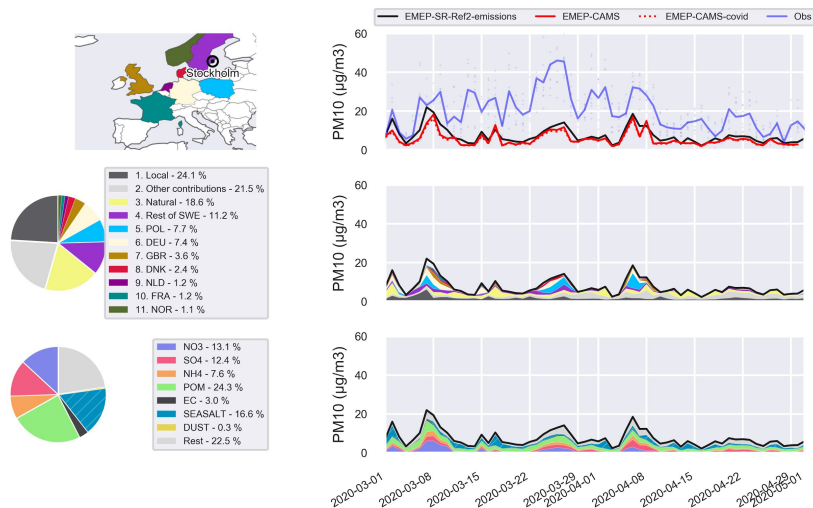 EMEP-SR-Ref2-emissions EMEP-CAMS EMEP-CAMS-covid Obs
Stockholm
60
40
20
0
PM10 (µg/m3)
1. Local - 24.1 %
2. Other contributions - 21.5 %
3. Natural - 18.6 %
4. Rest of SWE - 11.2 %
5. POL - 7.7 %
6. DEU - 7.4 %
7. GBR - 3.6 %
8. DNK - 2.4 %
9. NLD - 1.2 %
10. FRA - 1.2 %
11. NOR - 1.1 %
60
40
20
0
PM10 (µg/m3)
NO3 - 13.1 %
SO4 - 12.4 %
NH4 - 7.6 %
POM - 24.3 %
EC - 3.0 %
SEASALT - 16.6 %
DUST - 0.3 %
Rest - 22.5 %
60
40
20
0
PM10 (µg/m3)
2020-03-01
2020-03-08
2020-03-15
2020-03-22
2020-03-29
2020-04-01
2020-04-08
2020-04-15
2020-04-22
2020-04-29
2020-05-01